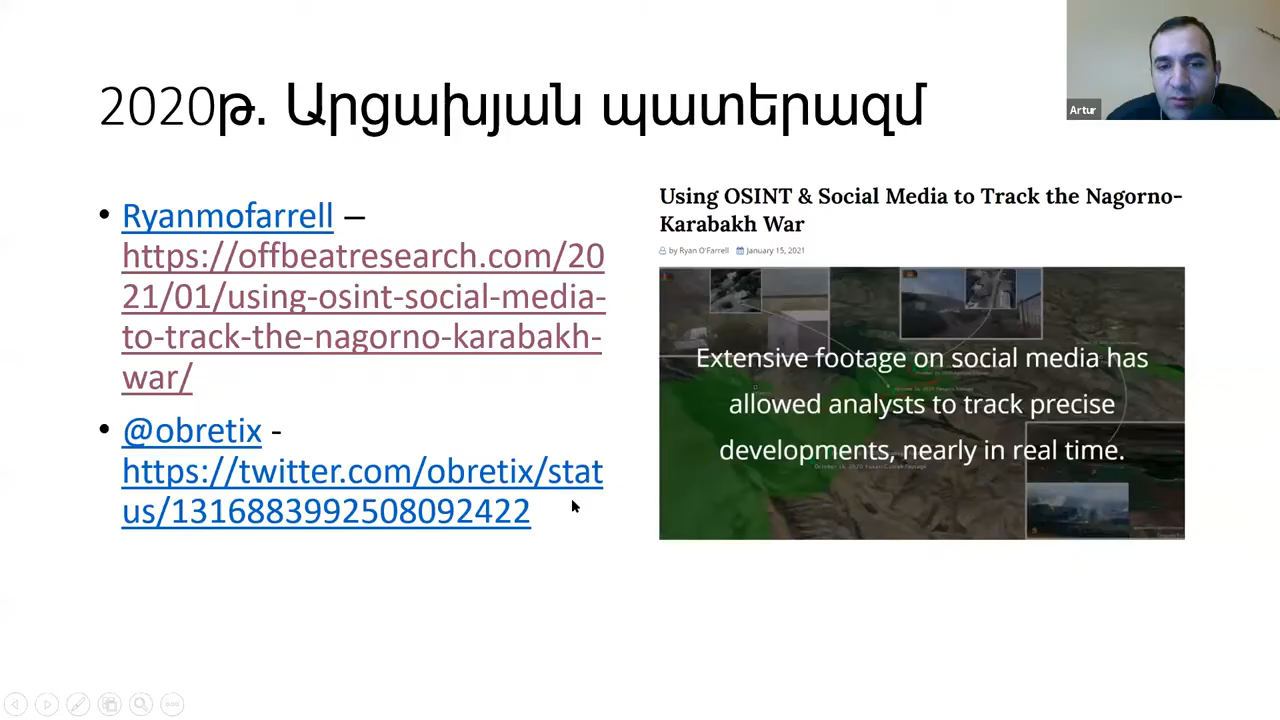 2020թ. Արցախյան պատերազմ
Artur
• Ryanmofarrell –
https://offbeatresearch.com/20
21/01/using-osint-social-media-
to-track-the-nagorno-karabakh-
war/
• @obretix -
https://twitter.com/obretix/stat
us/1316883992508092422
Using OSINT & Social Media to Track the Nagorno-
Karabakh War
by Ryan O'Farrell January 15, 2021
Extensive footage on social media has
allowed analysts to track precise
developments, nearly in real time.